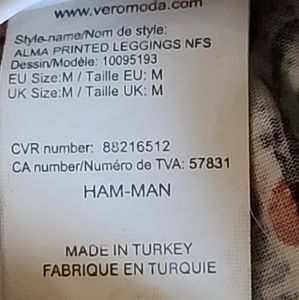 www.veromoda.com
Style-name/Nom de style:
ALMA PRINTED LEGGINGS NFS
Dessin/Modèle: 10095193
EU Size:M / Taille EU: M
UK Size:M / Taille UK: M
CVR number: 88216512
CA number/Numéro de TVA: 57831
HAM-MAN
MADE IN TURKEY
FABRIQUE EN TURQUIE